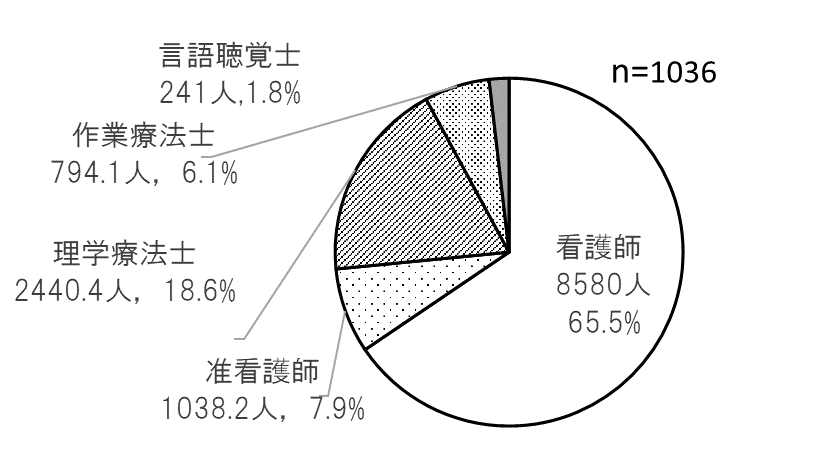 言語聴覚士
241人,1.8%
n=1036
作業療法士
794.1人, 6.1%
理学療法士
2440.4人, 18.6%
看護師
8580人
65.5%
准看護師
1038.2人, 7.9%